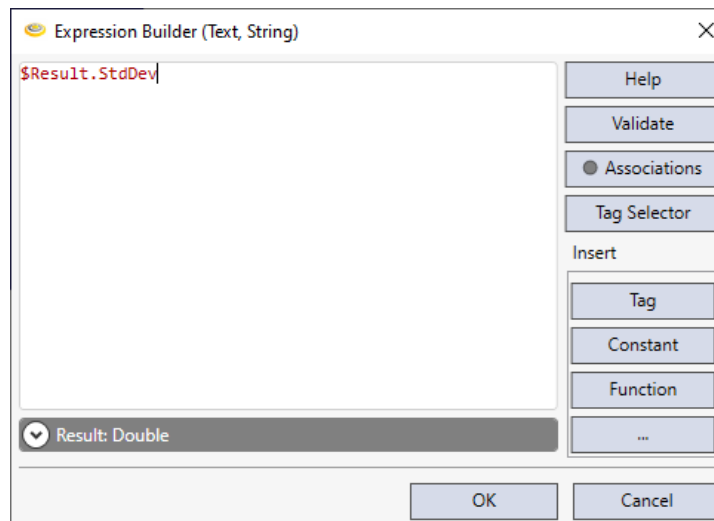 Expression Builder (Text, String)
$Result.StdDev
Help
Validate
Associations
Tag Selector
Insert
Tag
Constant
Function
...
Result: Double
OK
Cancel